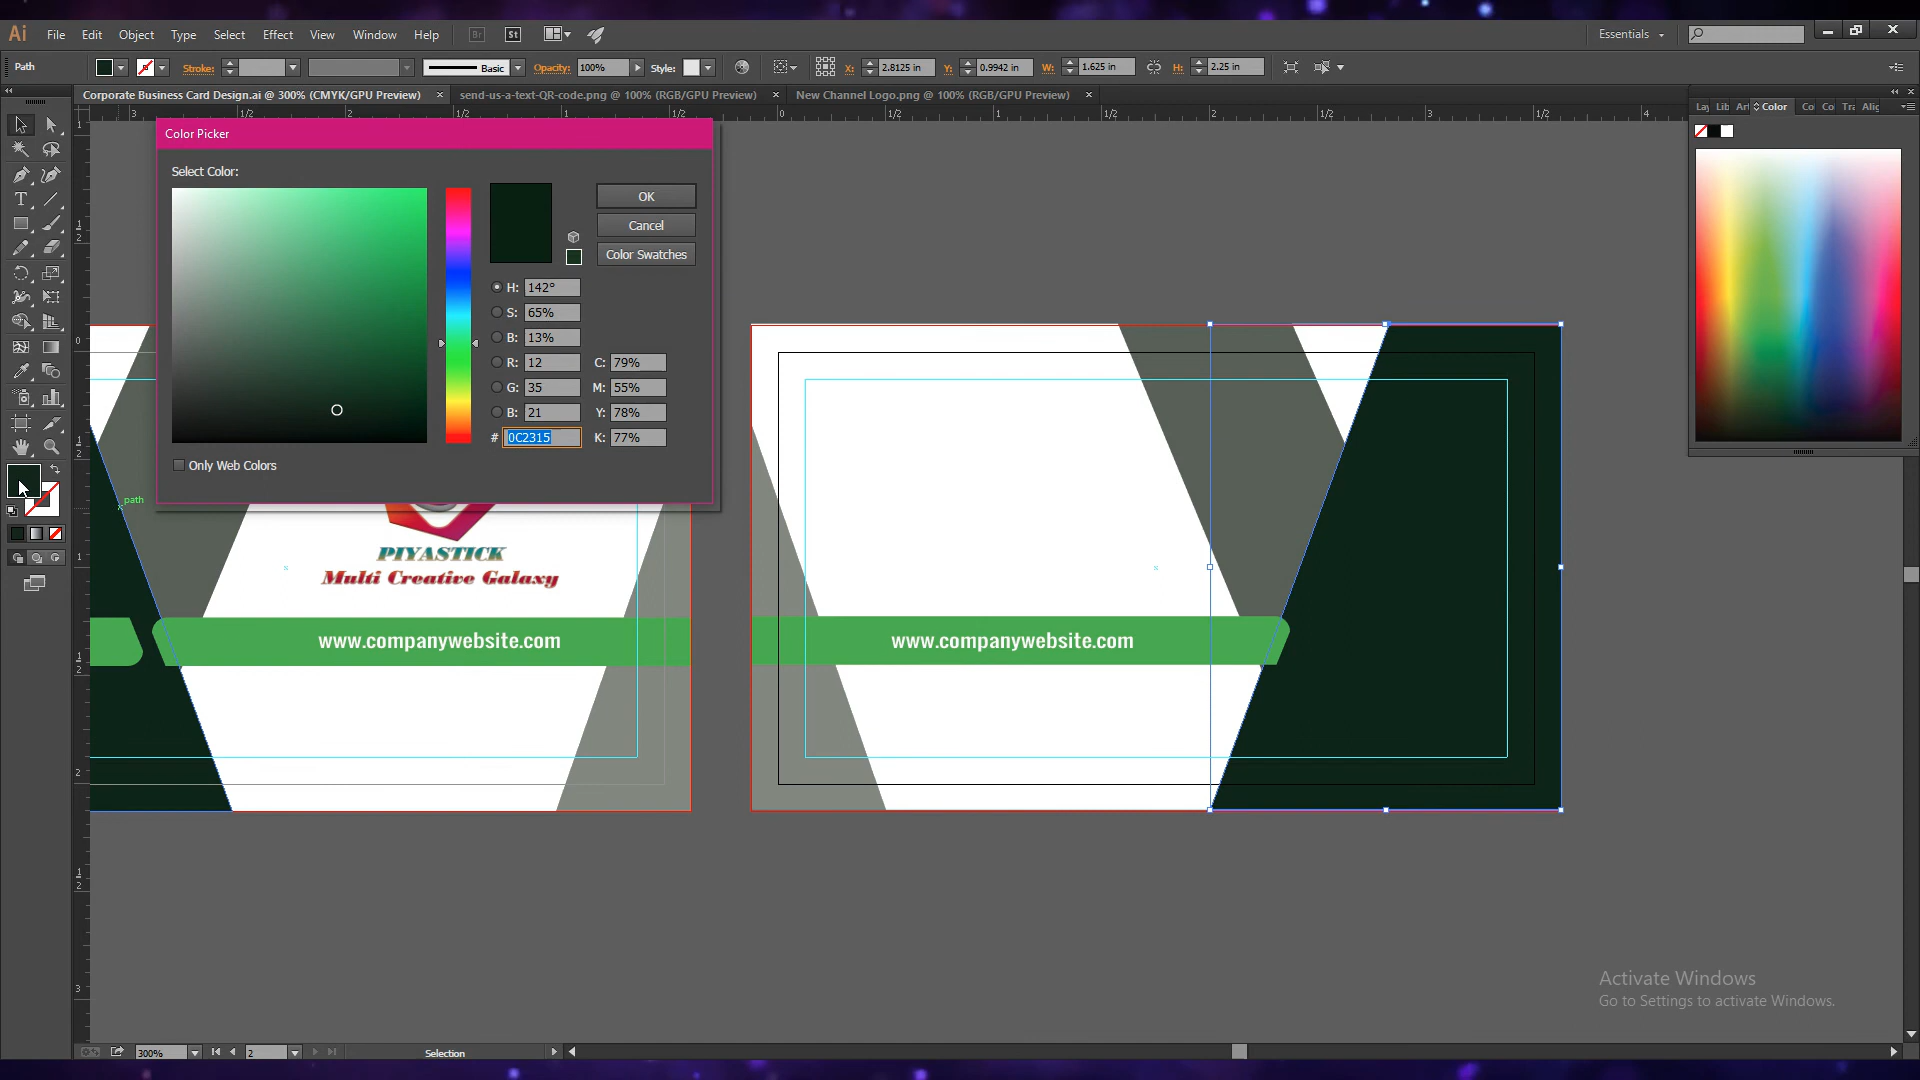 Ai File Edit Object Type Select Effect View Window Help Br St Essentials
Path Stroke: Basic Opacity: 100% Style: X: 2.8125 in Y: 0.9942 in W: 1.625 in H: 2.25 in
Corporate Business Card Design.ai @ 300% (CMYK/GPU Preview) × send-us-a-text-QR-code.png @ 100% (RGB/GPU Preview) × New Channel Logo.png @ 100% (RGB/GPU Preview) ×
Color
Color Picker
Select Color:
OK
Cancel
Color Swatches
H: 142°
S: 65%
B: 13%
R: 12 C: 79%
G: 35 M: 55%
B: 21 Y: 78%
# 0C2315 K: 77%
Only Web Colors
path
PIYASTICK
Multi Creative Galaxy
www.companywebsite.com
www.companywebsite.com
Activate Windows
Go to Settings to activate Windows.
300% 2 Selection